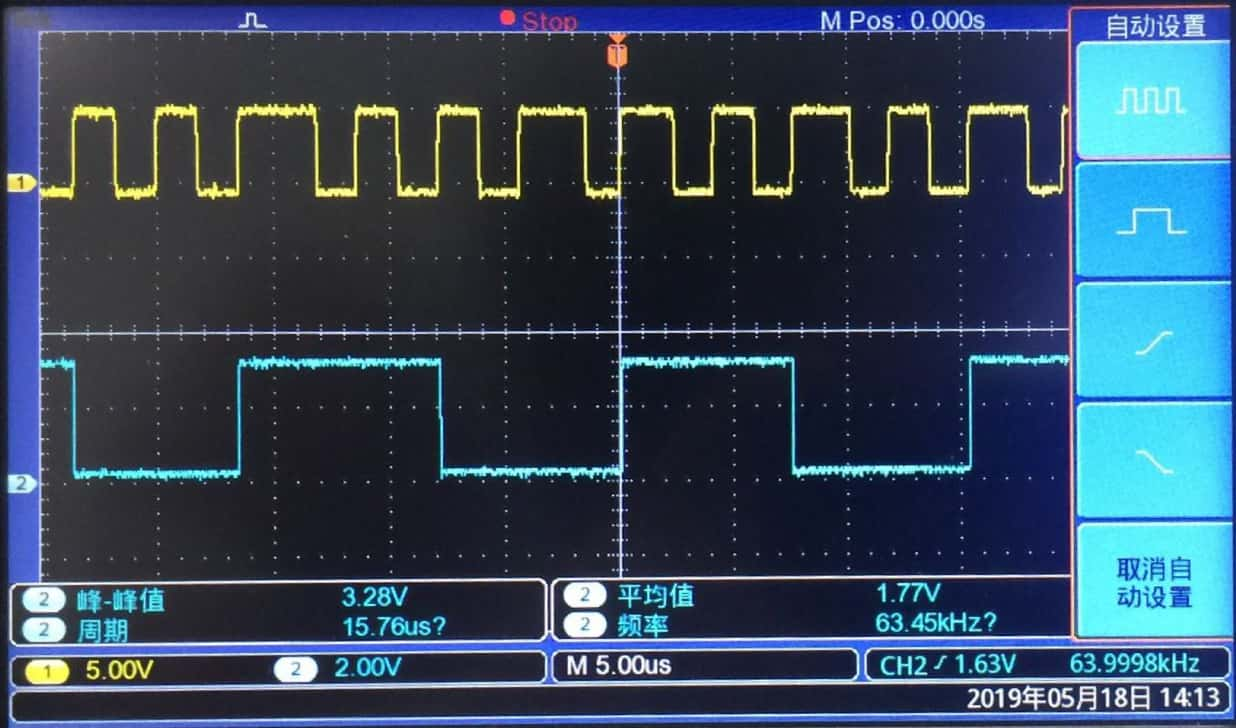 Stop
M Pos: 0.000s
自动设置
T
1
2
取消自
动设置
2 峰-峰值 3.28V
2 平均值 1.77V
2 周期 15.76us?
2 频率 63.45kHz?
1 5.00V
2 2.00V
M 5.00us
CH2 1.63V 63.9998kHz
2019年05月18日 14:13